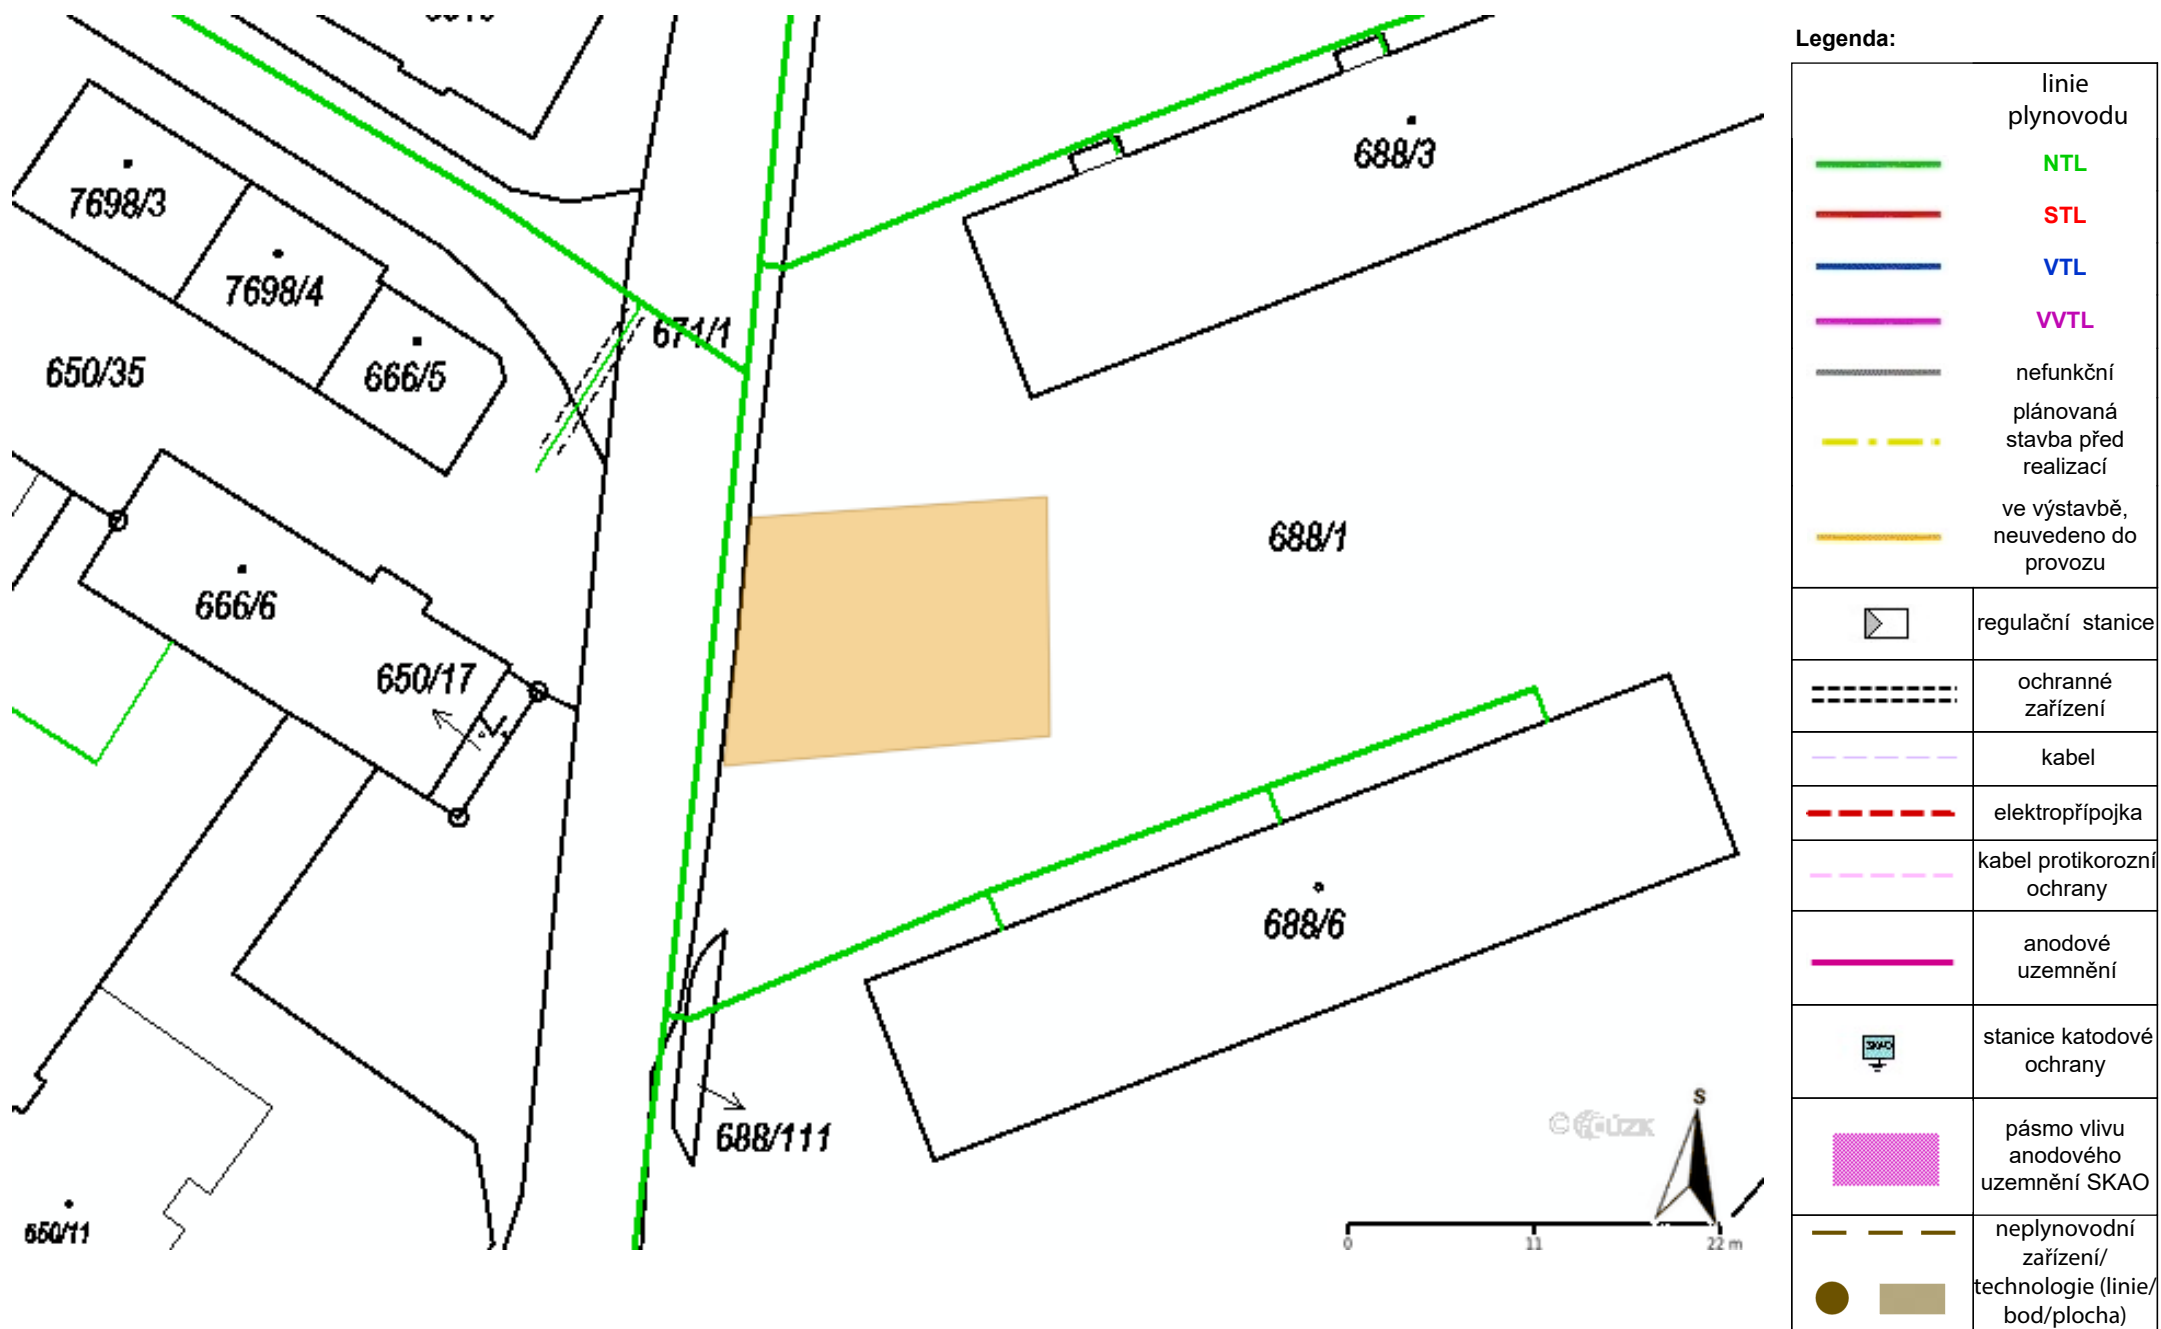 7698/3
7698/4
650/35
666/5
671/1
688/3
688/1
666/6
650/17
688/6
688/111
650/11
© ČÚZK
S
0 11 22 m
Legenda:
linie
plynovodu
NTL
STL
VTL
VVTL
nefunkční
plánovaná
stavba před
realizací
ve výstavbě,
neuvedeno do
provozu
regulační stanice
ochranné
zařízení
kabel
elektropřípojka
kabel protikorozní
ochrany
anodové
uzemnění
SKAO
stanice katodové
ochrany
pásmo vlivu
anodového
uzemnění SKAO
neplynovodní
zařízení/
technologie (linie/
bod/plocha)